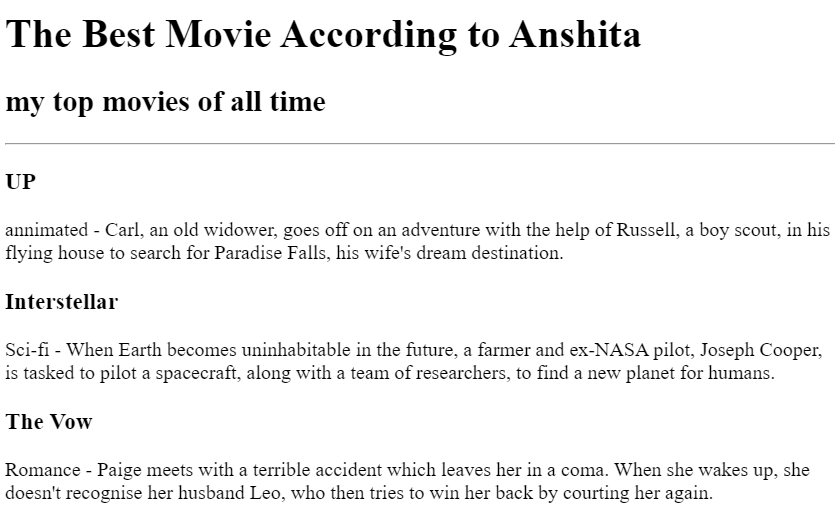 The Best Movie According to Anshita
my top movies of all time
UP
annimated - Carl, an old widower, goes off on an adventure with the help of Russell, a boy scout, in his
flying house to search for Paradise Falls, his wife's dream destination.
Interstellar
Sci-fi - When Earth becomes uninhabitable in the future, a farmer and ex-NASA pilot, Joseph Cooper,
is tasked to pilot a spacecraft, along with a team of researchers, to find a new planet for humans.
The Vow
Romance - Paige meets with a terrible accident which leaves her in a coma. When she wakes up, she
doesn't recognise her husband Leo, who then tries to win her back by courting her again.